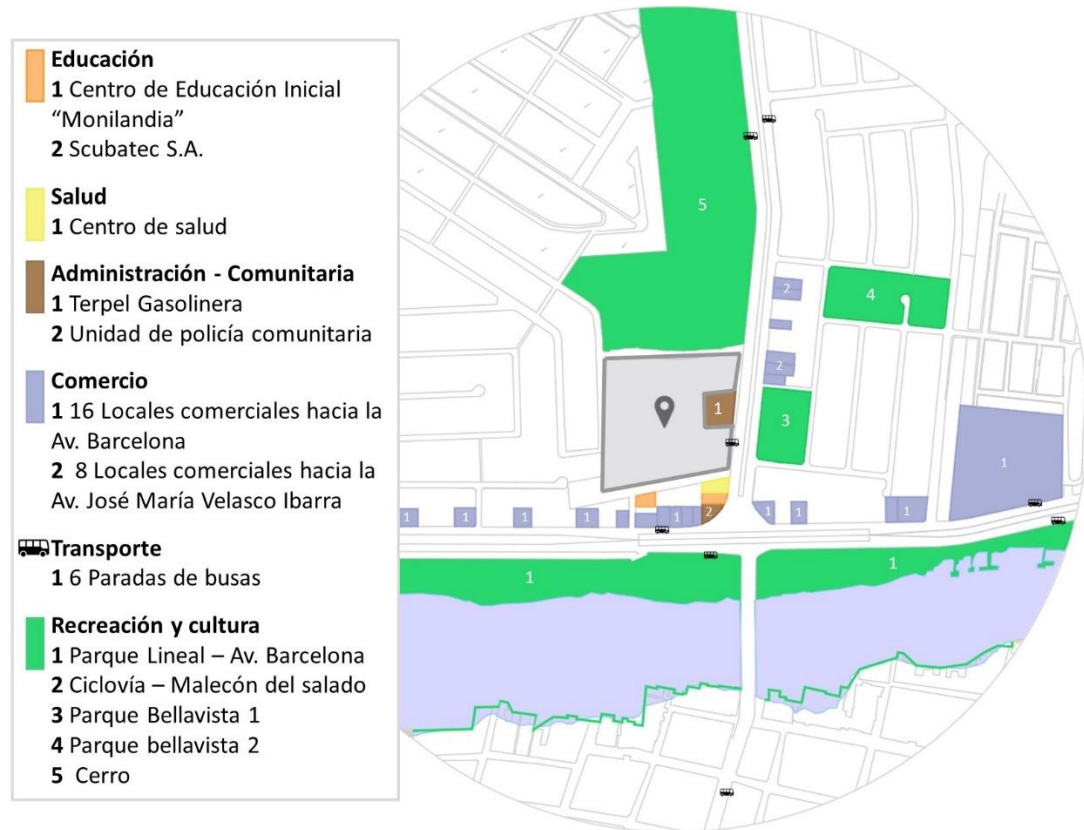 Educación
1 Centro de Educación Inicial
“Monilandia”
2 Scubatec S.A.
Salud
1 Centro de salud
Administración - Comunitaria
1 Terpel Gasolinera
2 Unidad de policía comunitaria
Comercio
1 16 Locales comerciales hacia la
Av. Barcelona
2 8 Locales comerciales hacia la
Av. José María Velasco Ibarra
Transporte
1 6 Paradas de busas
Recreación y cultura
1 Parque Lineal – Av. Barcelona
2 Ciclovía – Malecón del salado
3 Parque Bellavista 1
4 Parque bellavista 2
5 Cerro
5
2
4
2
1
3
1
1
1
1
1
1
2
1
1
1
1
1